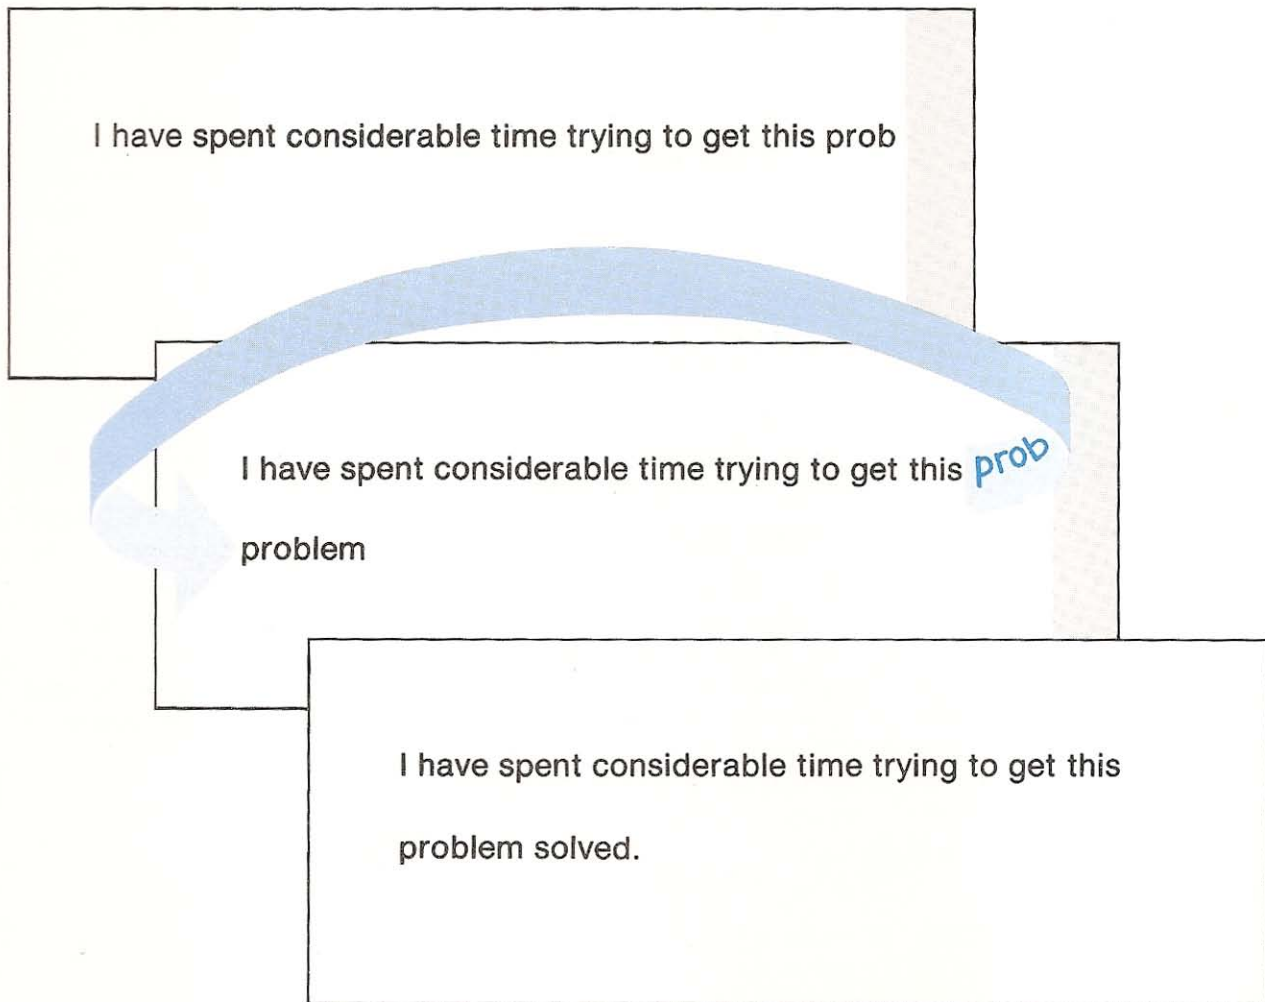 I have spent considerable time trying to get this prob
I have spent considerable time trying to get this prob
problem
I have spent considerable time trying to get this
problem solved.